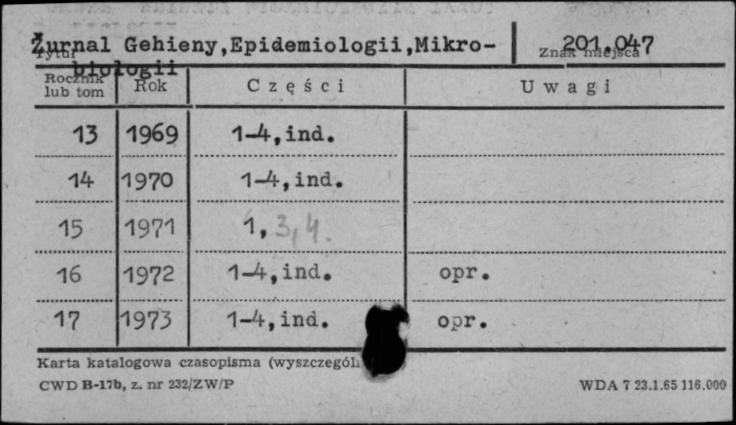 Żurnal Gehieny,Epidemiologii,Mikro- 201.047
Tytuł Znak miejsca
biologii
Rocznik lub tom Rok Części Uwagi
13 1969 1-4,ind.
14 1970 1-4,ind.
15 1971 1, 3,4.
16 1972 1-4,ind. opr.
17 1973 1-4,ind. opr.
Karta katalogowa czasopisma (wyszczegól
CWD B-17b, z. nr 232/ZW/P WDA 7 23.1.65 116.000